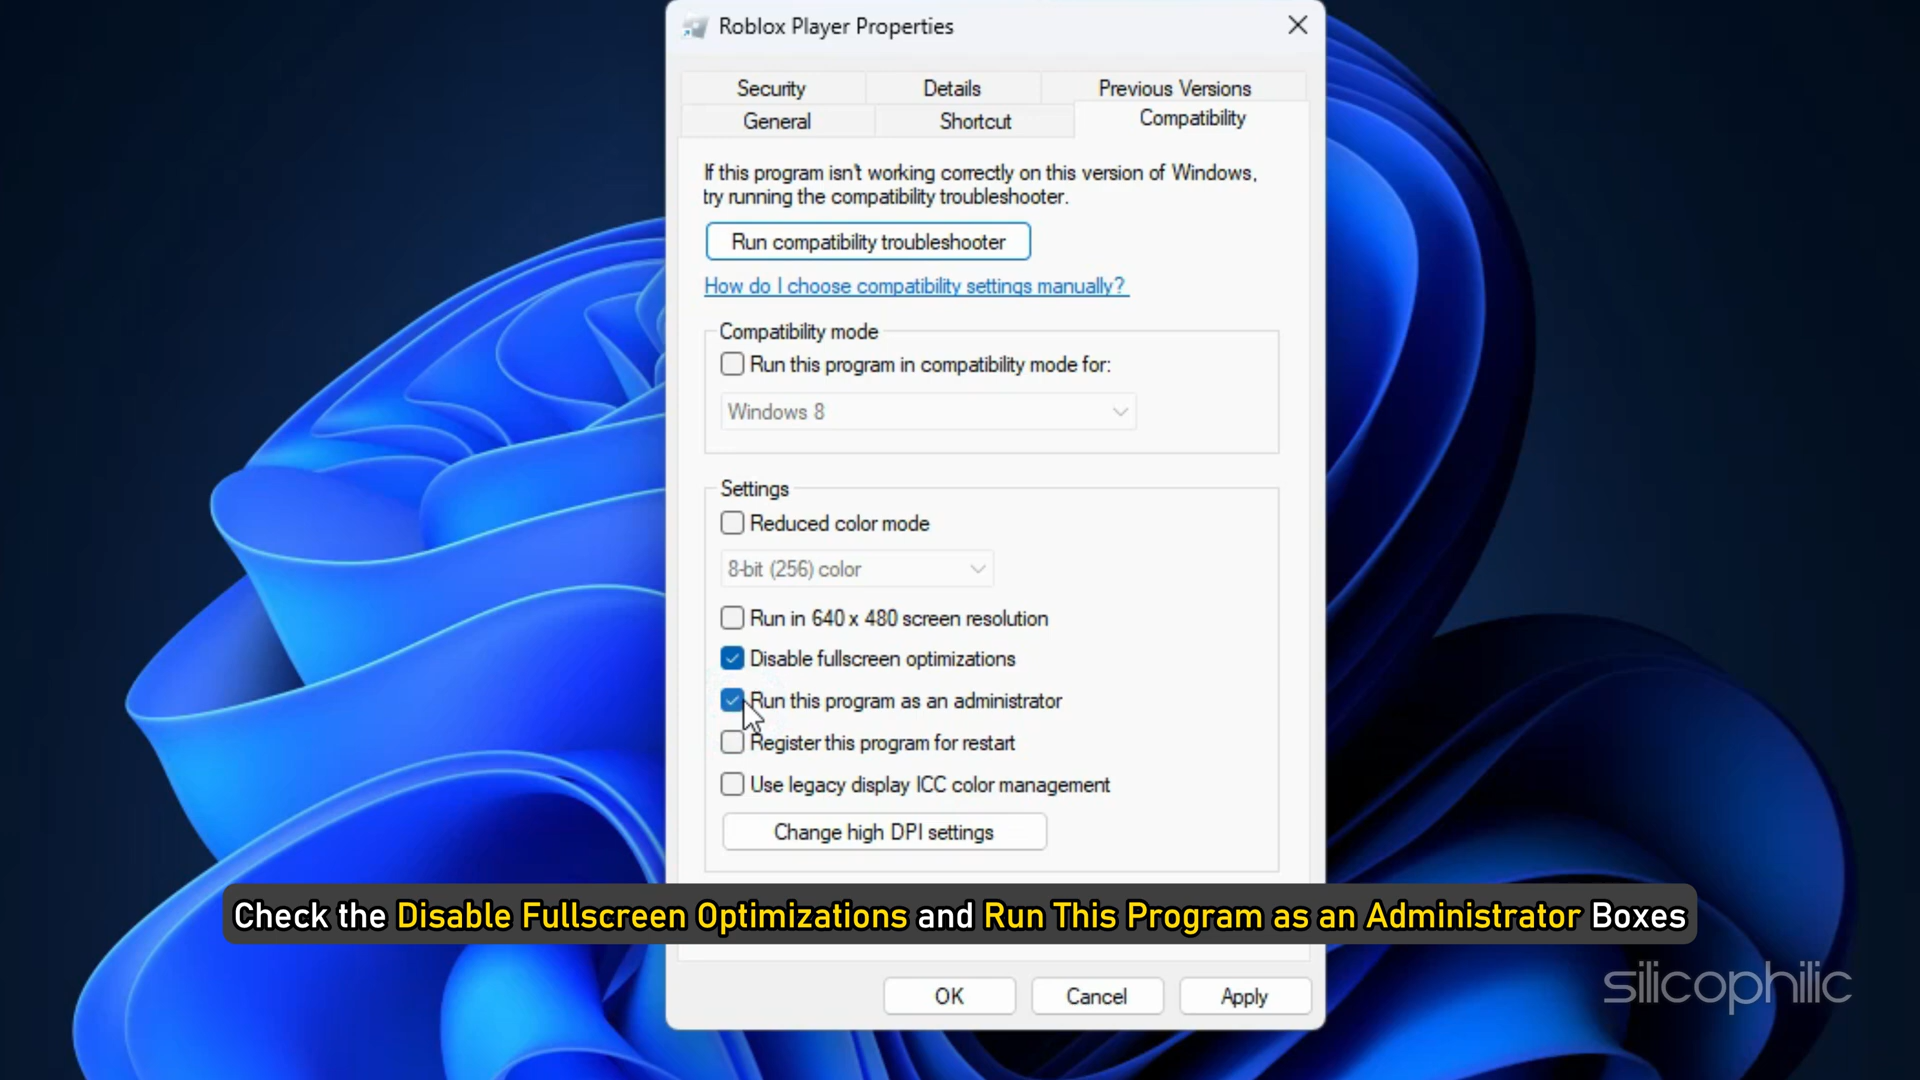 Roblox Player Properties
Security
Details
Previous Versions
General
Shortcut
Compatibility
If this program isn't working correctly on this version of Windows,
try running the compatibility troubleshooter.
Run compatibility troubleshooter
How do I choose compatibility settings manually?
Compatibility mode
Run this program in compatibility mode for:
Windows 8
Settings
Reduced color mode
8-bit (256) color
Run in 640 x 480 screen resolution
Disable fullscreen optimizations
Run this program as an administrator
Register this program for restart
Use legacy display ICC color management
Change high DPI settings
Check the Disable Fullscreen Optimizations and Run This Program as an Administrator Boxes
silicophilic
OK
Cancel
Apply